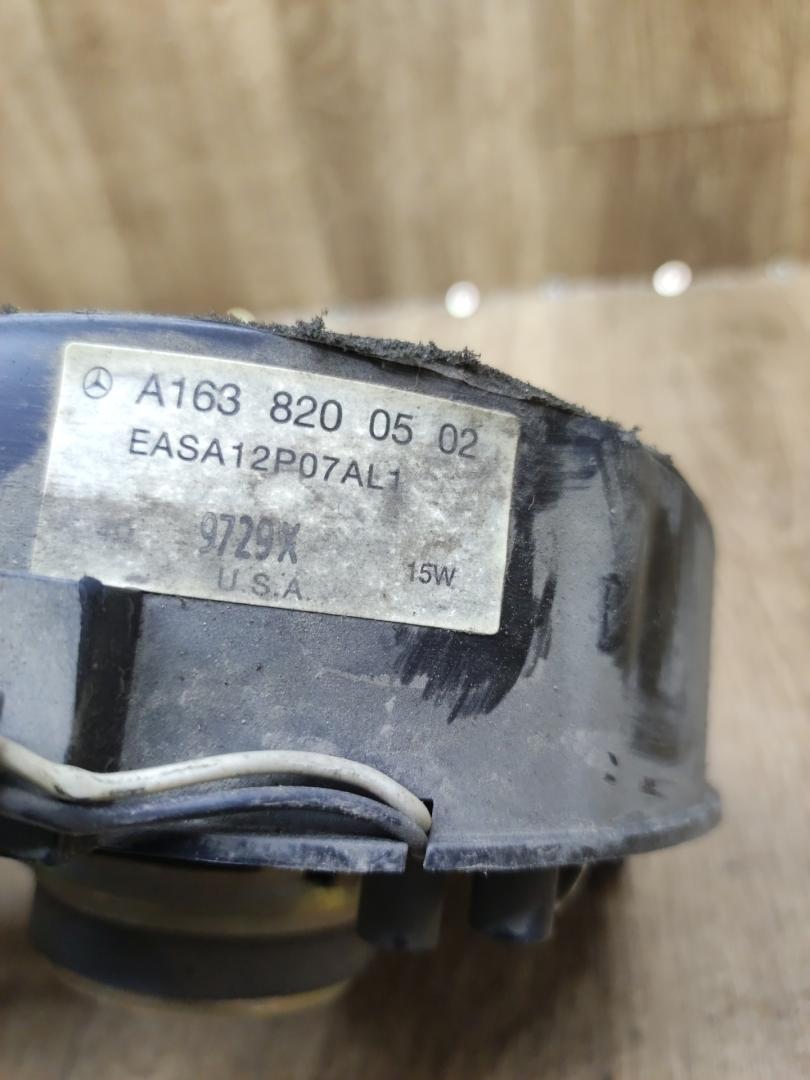 A163 820 05 02
EASA12P07AL1
9729X
U.S.A. 15W